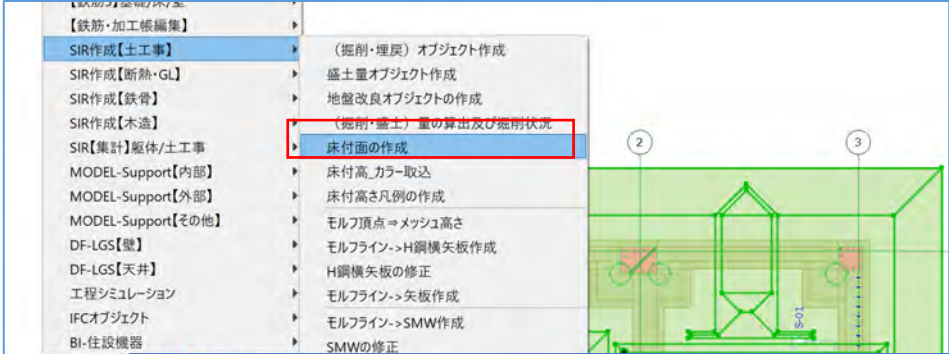 【鉄筋・加工帳編集】
SIR作成【土工事】
SIR作成【断熱・GL】
SIR作成【鉄骨】
SIR作成【木造】
SIR【集計】躯体/土工事
MODEL-Support【内部】
MODEL-Support【外部】
MODEL-Support【その他】
DF-LGS【壁】
DF-LGS【天井】
工程シミュレーション
IFCオブジェクト
BI-住設機器
（掘削・埋戻）オブジェクト作成
盛土量オブジェクト作成
地盤改良オブジェクトの作成
（掘削・盛土）量の算出及び掘削状況
床付面の作成
床付高_カラー取込
床付高さ凡例の作成
モルフ頂点⇒メッシュ高さ
モルフライン->H鋼横矢板作成
H鋼横矢板の修正
モルフライン->矢板作成
モルフライン->SMW作成
SMWの修正
2
3
S-01